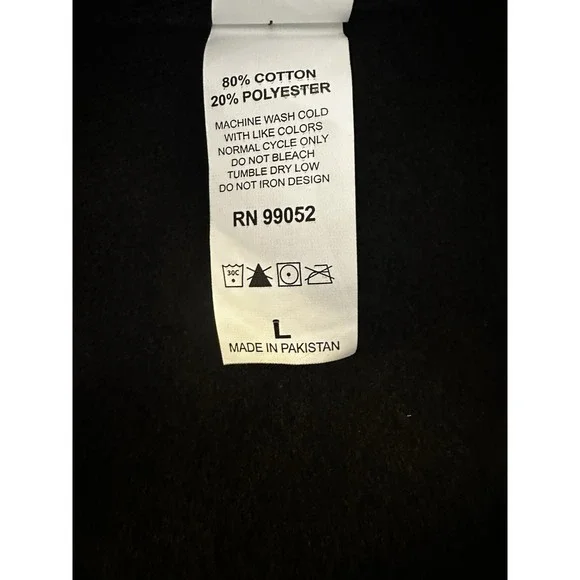 80% COTTON
20% POLYESTER
MACHINE WASH COLD
WITH LIKE COLORS
NORMAL CYCLE ONLY
DO NOT BLEACH
TUMBLE DRY LOW
DO NOT IRON DESIGN
RN 99052
30C
L
MADE IN PAKISTAN